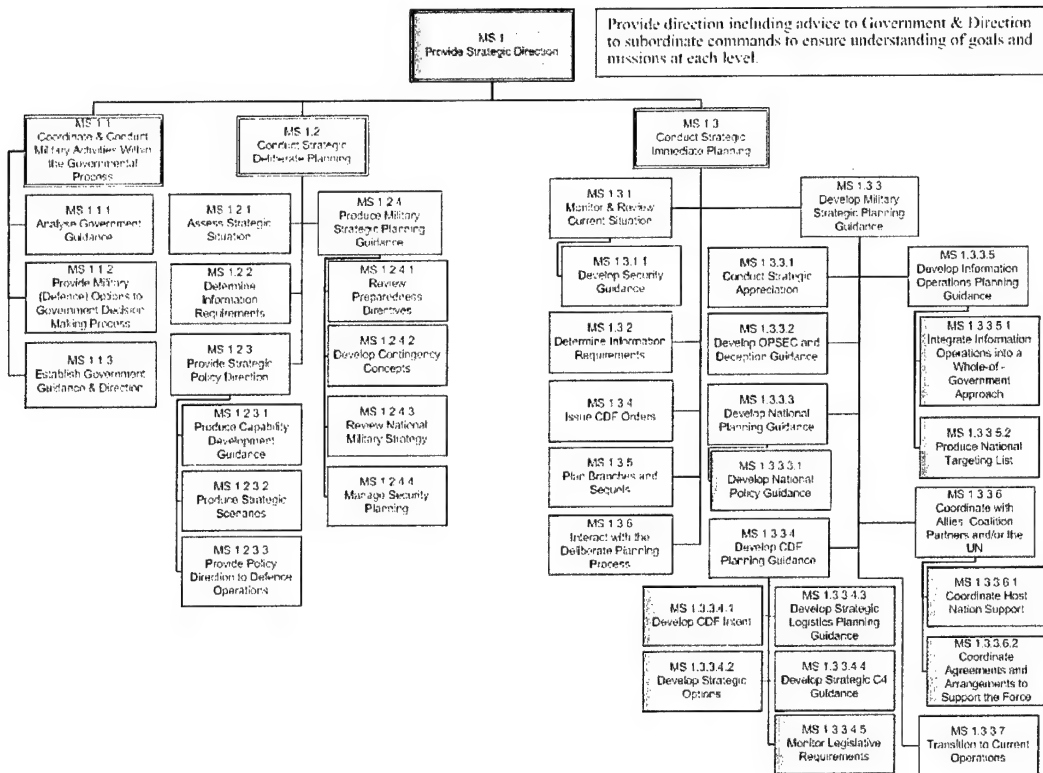 MS 1
Provide Strategic Direction
Provide direction including advice to Government & Direction
to subordinate commands to ensure understanding of goals and
missions at each level.
MS 1.1
Coordinate & Conduct
Military Activities Within
the Governmental
Process
MS 1.2
Conduct Strategic
Deliberate Planning
MS 1.3
Conduct Strategic
Immediate Planning
MS 1.1.1
Analyse Government
Guidance
MS 1.1.2
Provide Military
(Defence) Options to
Government Decision
Making Process
MS 1.1.3
Establish Government
Guidance & Direction
MS 1.2.1
Assess Strategic
Situation
MS 1.2.2
Determine
Information
Requirements
MS 1.2.3
Provide Strategic
Policy Direction
MS 1.2.3.1
Produce Capability
Development
Guidance
MS 1.2.3.2
Produce Strategic
Scenarios
MS 1.2.3.3
Provide Policy
Direction to Defence
Operations
MS 1.2.4
Produce Military
Strategic Planning
Guidance
MS 1.2.4.1
Review
Preparedness
Directives
MS 1.2.4.2
Develop Contingency
Concepts
MS 1.2.4.3
Review National
Military Strategy
MS 1.2.4.4
Manage Security
Planning
MS 1.3.1
Monitor & Review
Current Situation
MS 1.3.1.1
Develop Security
Guidance
MS 1.3.2
Determine Information
Requirements
MS 1.3.4
Issue CDF Orders
MS 1.3.5
Plan Branches and
Sequels
MS 1.3.6
Interact with the
Deliberate Planning
Process
MS 1.3.3
Develop Military
Strategic Planning
Guidance
MS 1.3.3.1
Conduct Strategic
Appreciation
MS 1.3.3.2
Develop OPSEC and
Deception Guidance
MS 1.3.3.3
Develop National
Planning Guidance
MS 1.3.3.3.1
Develop National
Policy Guidance
MS 1.3.3.4
Develop CDF
Planning Guidance
MS 1.3.3.4.1
Develop CDF Intent
MS 1.3.3.4.2
Develop Strategic
Options
MS 1.3.3.4.3
Develop Strategic
Logistics Planning
Guidance
MS 1.3.3.4.4
Develop Strategic C4
Guidance
MS 1.3.3.4.5
Monitor Legislative
Requirements
MS 1.3.3.5
Develop Information
Operations Planning
Guidance
MS 1.3.3.5.1
Integrate Information
Operations into a
Whole-of -
Government
Approach
MS 1.3.3.5.2
Produce National
Targeting List
MS 1.3.3.6
Coordinate with
Allies, Coalition
Partners and/or the
UN
MS 1.3.3.6.1
Coordinate Host
Nation Support
MS 1.3.3.6.2
Coordinate
Agreements and
Arrangements to
Support the Force
MS 1.3.3.7
Transition to Current
Operations